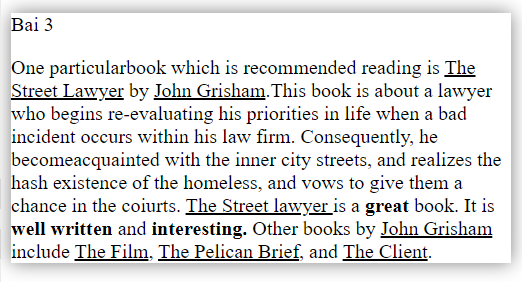 Bai 3
One particularbook which is recommended reading is The
Street Lawyer by John Grisham.This book is about a lawyer
who begins re-evaluating his priorities in life when a bad
incident occurs within his law firm. Consequently, he
becomeacquainted with the inner city streets, and realizes the
hash existence of the homeless, and vows to give them a
chance in the coiurts. The Street lawyer is a great book. It is
well written and interesting. Other books by John Grisham
include The Film, The Pelican Brief, and The Client.